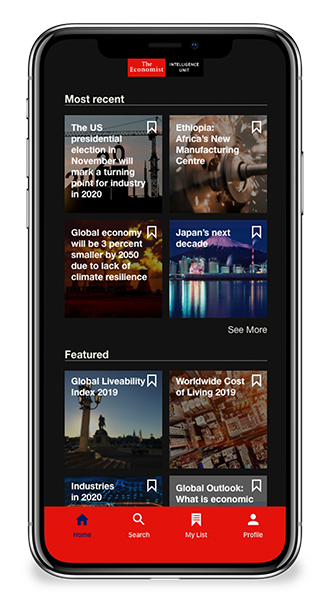 The
Economist
INTELLIGENCE
UNIT
Most recent
The US
presidential
election in
November will
mark a turning
point for industry
in 2020
Ethiopia:
Africa's New
Manufacturing
Centre
Global economy
will be 3 percent
smaller by 2050
due to lack of
climate resilience
Japan's next
decade
See More
Featured
Global Liveability
Index 2019
Worldwide Cost
of Living 2019
Industries
in 2020
Global Outlook:
What is economic
Home
Search
My List
Profile